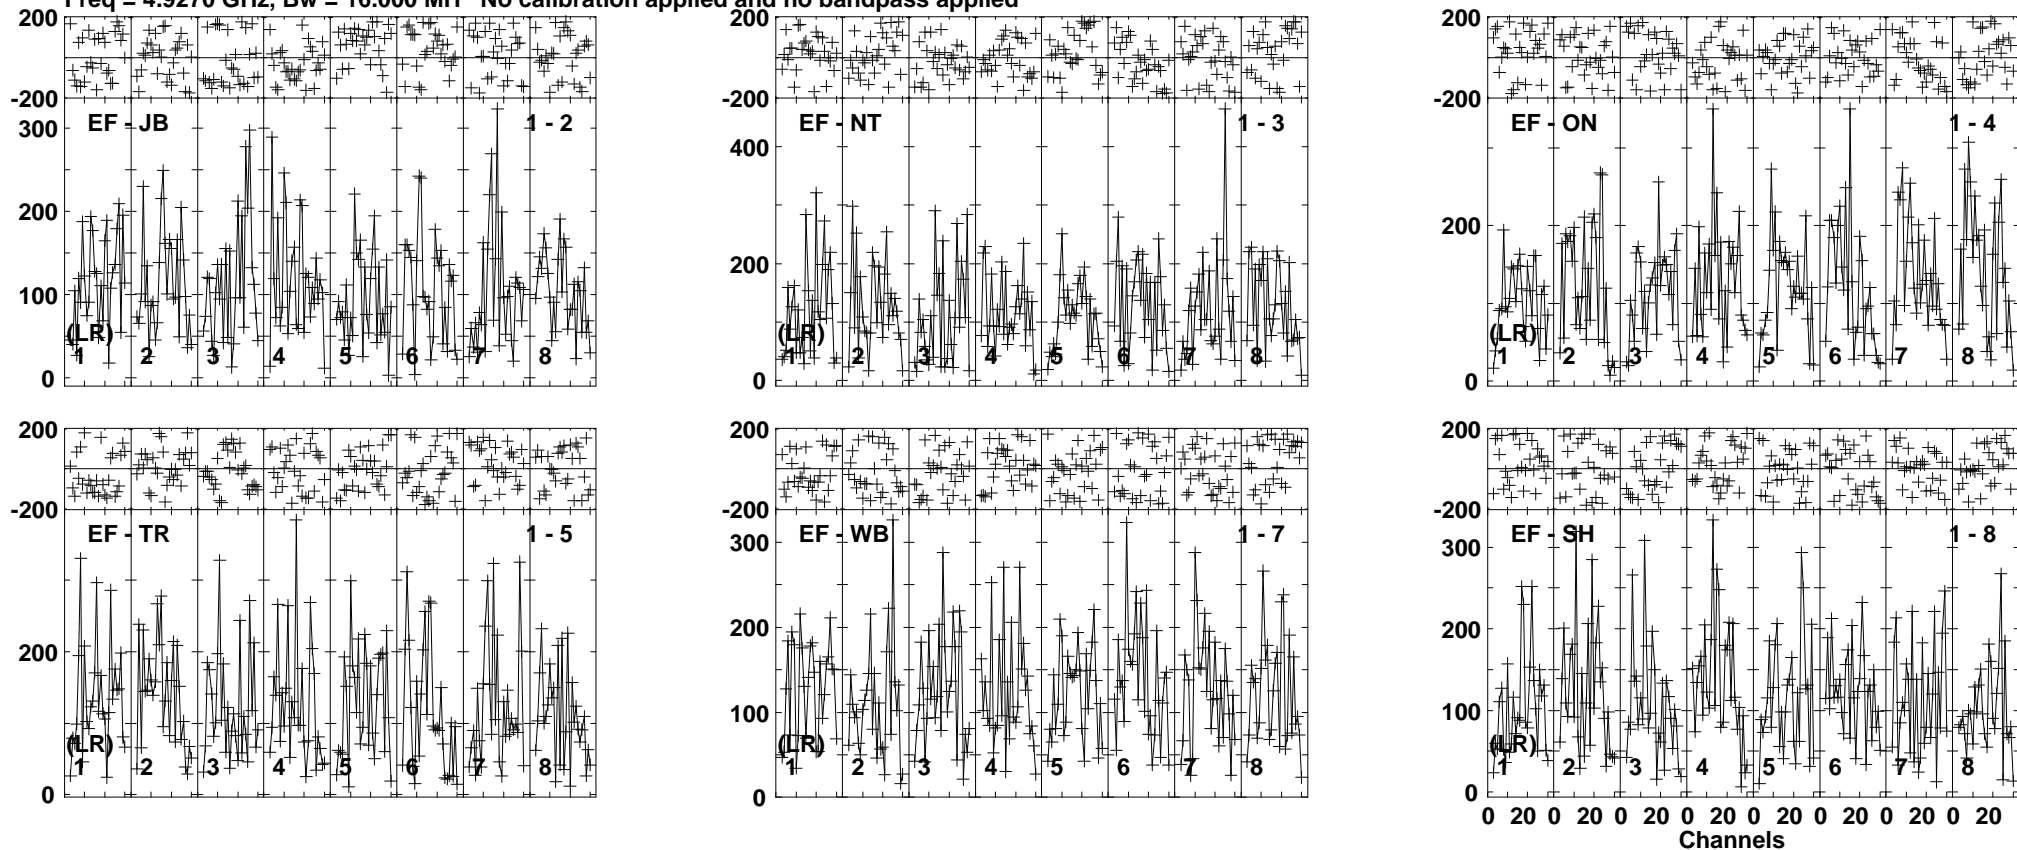 Freq = 4.9270 GHz, Bw = 16.000 MH No calibration applied and no bandpass applied
200
-200
EF - JB 1 - 2
300
200
100
0
(LR)
1 2 3 4 5 6 7 8
200
-200
EF - NT 1 - 3
400
200
0
(LR)
1 2 3 4 5 6 7 8
200
-200
EF - ON 1 - 4
200
0
(LR)
1 2 3 4 5 6 7 8
200
-200
EF - TR 1 - 5
200
0
(LR)
1 2 3 4 5 6 7 8
200
-200
EF - WB 1 - 7
300
200
100
0
(LR)
1 2 3 4 5 6 7 8
200
-200
EF - SH 1 - 8
300
200
100
0
(LR)
1 2 3 4 5 6 7 8
0 20 0 20 0 20 0 20 0 20 0 20 0 20 0 20
Channels